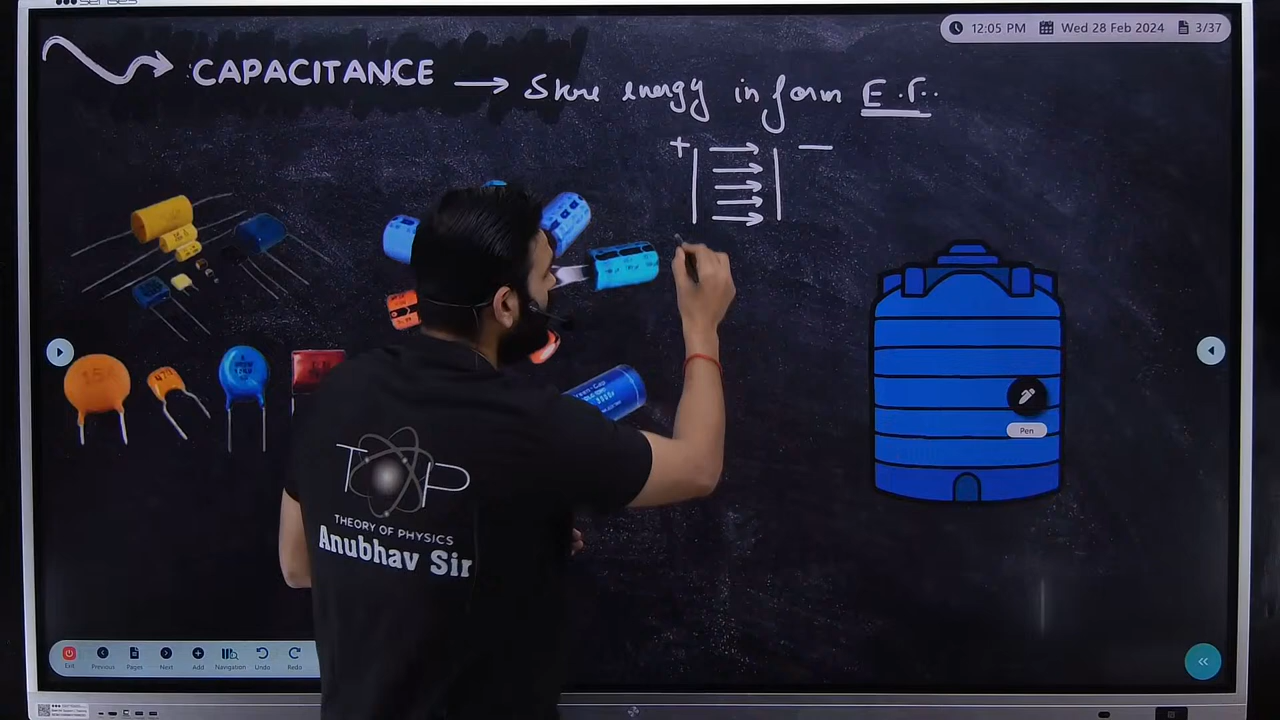 12:05 PM Wed 28 Feb 2024 3/37
CAPACITANCE → Store energy in form E.F.
+ —
Pen
TOP
THEORY OF PHYSICS
Anubhav Sir
Exit Previous Pages Next Add Navigation Undo Redo